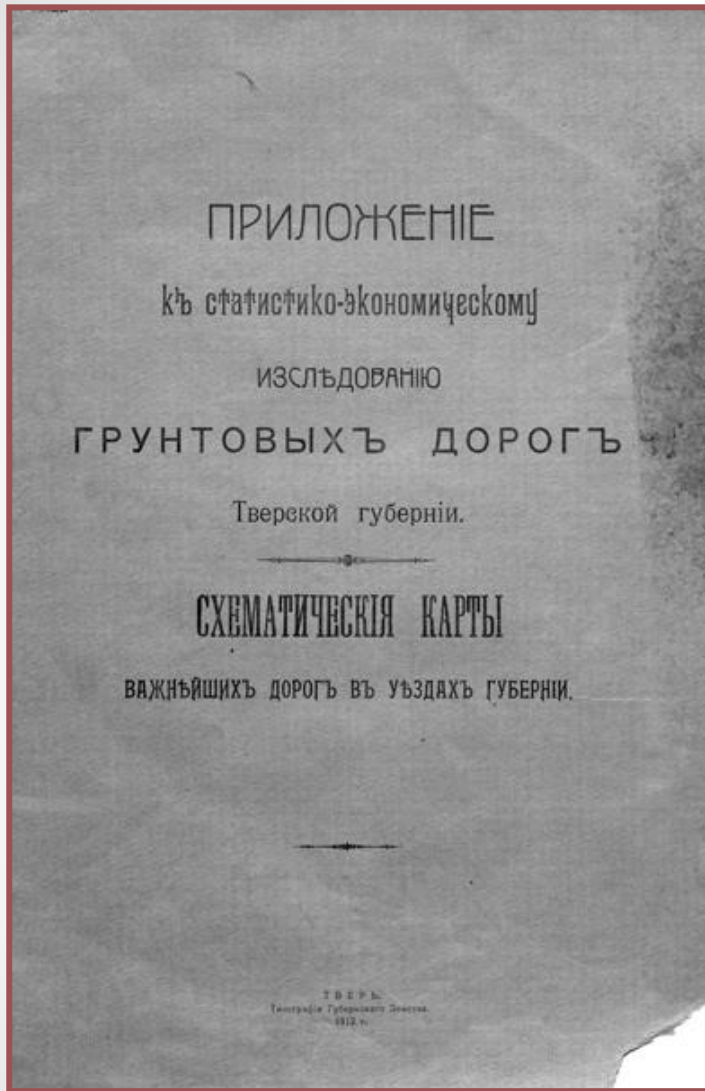 ПРИЛОЖЕНІЕ
къ статистико-экономическому
ИЗСЛѢДОВАНІЮ
ГРУНТОВЫХЪ ДОРОГЪ
Тверской губерніи.
СХЕМАТИЧЕСКІЯ КАРТЫ
ВАЖНѢЙШИХЪ ДОРОГЪ ВЪ УѢЗДАХЪ ГУБЕРНІИ.
ТВЕРЬ.
Типографія Губернскаго Земства.
1912 г.